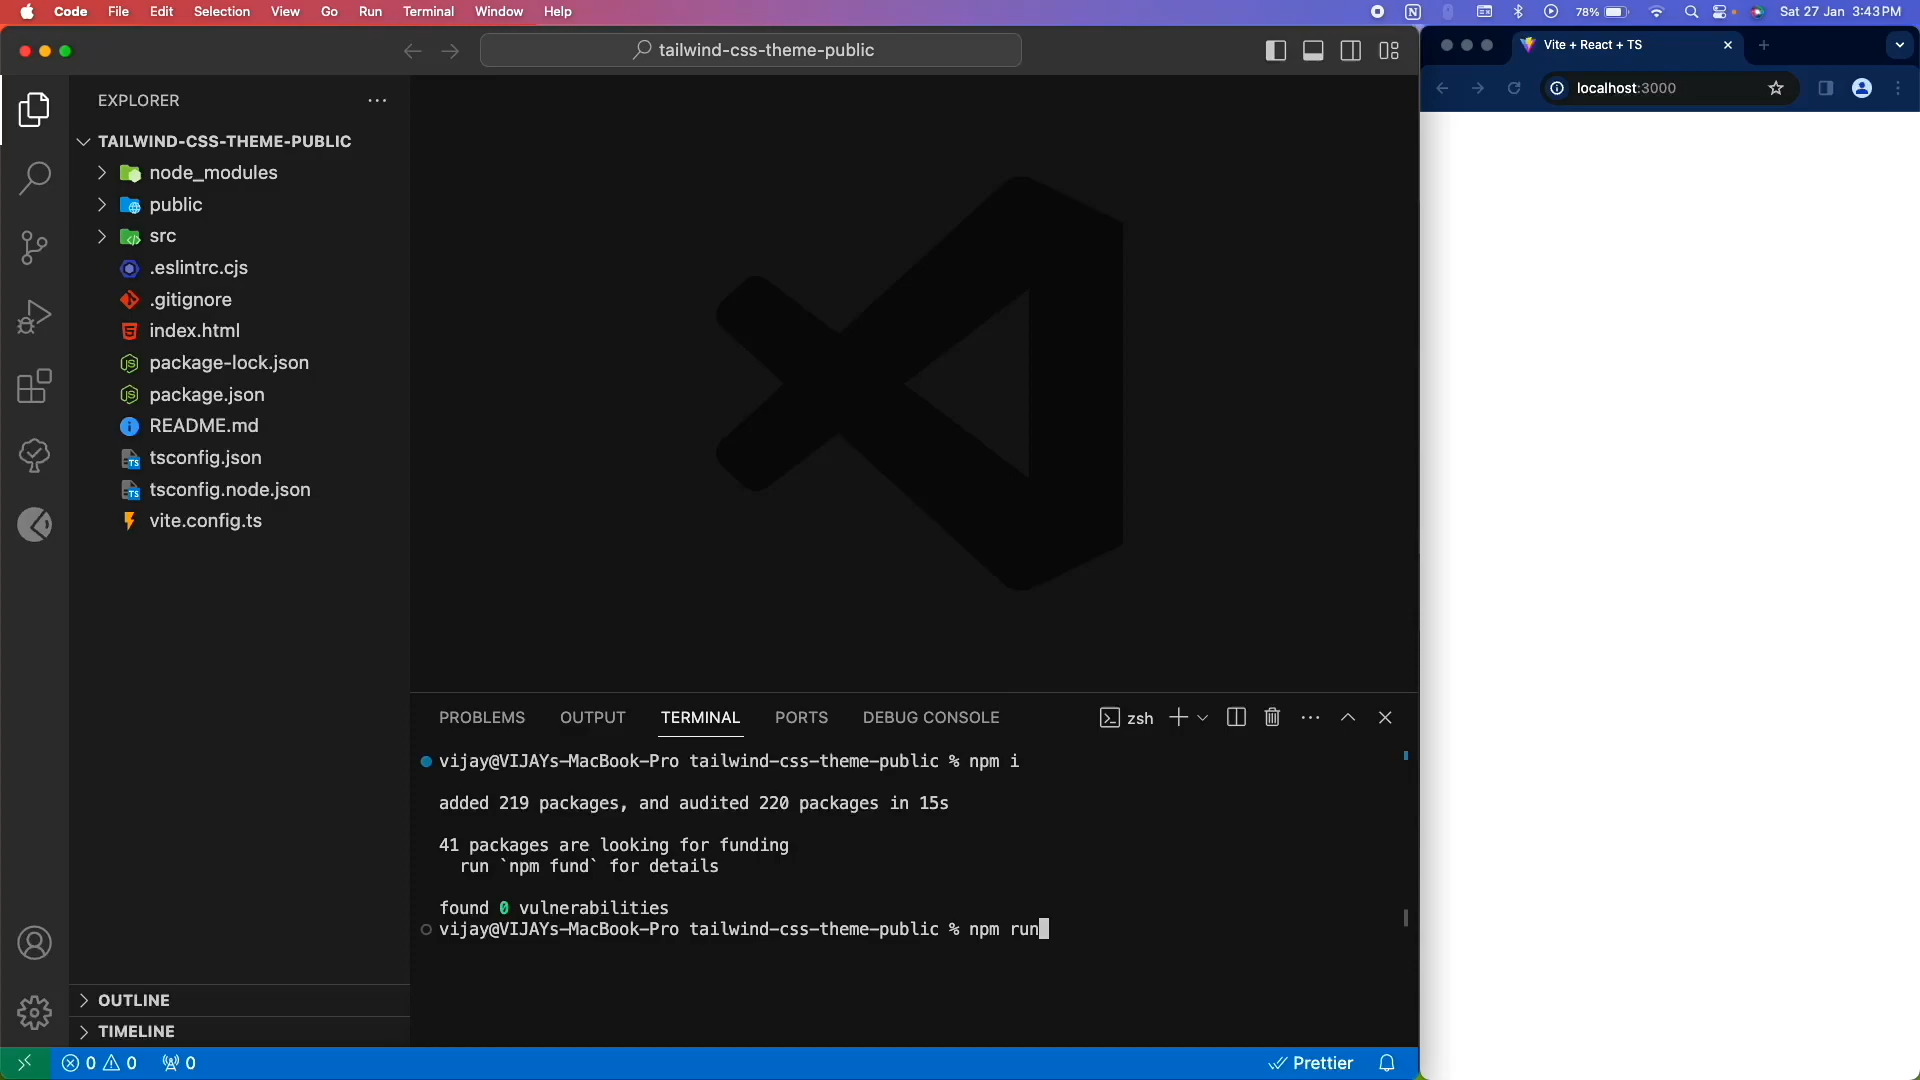 Code File Edit Selection View Go Run Terminal Window Help 78% Sat 27 Jan 3:43PM
tailwind-css-theme-public
Vite + React + TS
localhost:3000
EXPLORER
TAILWIND-CSS-THEME-PUBLIC
node_modules
public
src
.eslintrc.cjs
.gitignore
index.html
package-lock.json
package.json
README.md
tsconfig.json
tsconfig.node.json
vite.config.ts
OUTLINE
TIMELINE
PROBLEMS OUTPUT TERMINAL PORTS DEBUG CONSOLE zsh
vijay@VIJAYs-MacBook-Pro tailwind-css-theme-public % npm i
added 219 packages, and audited 220 packages in 15s
41 packages are looking for funding
run `npm fund` for details
found 0 vulnerabilities
vijay@VIJAYs-MacBook-Pro tailwind-css-theme-public % npm run
0 0 0 Prettier